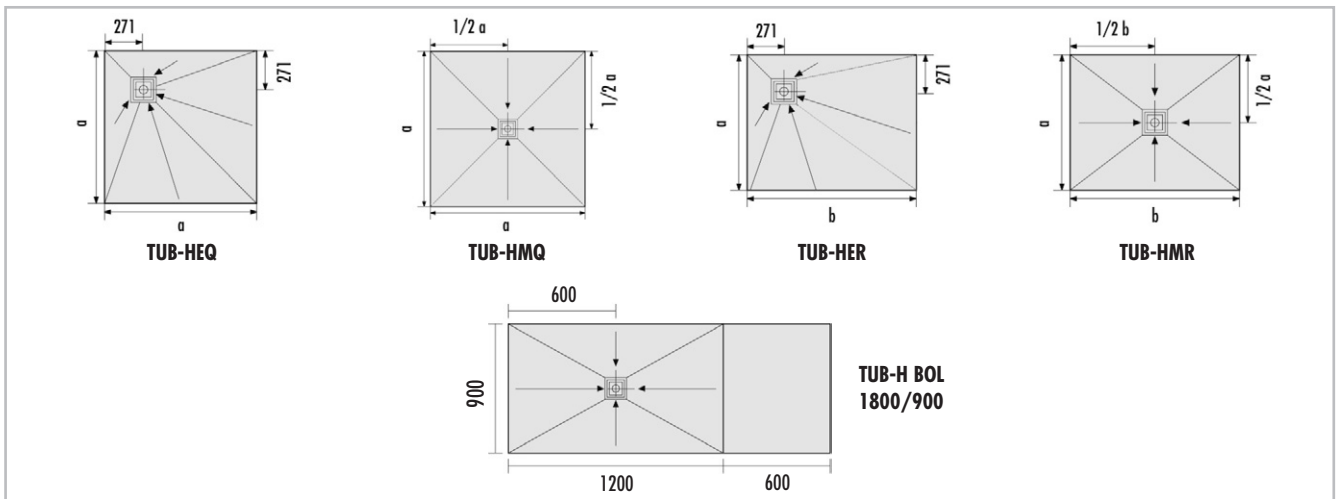 271
271
a
a
TUB-HEQ
1/2 a
1/2 a
a
a
TUB-HMQ
271
271
a
b
TUB-HER
1/2 b
1/2 a
a
b
TUB-HMR
600
900
1200
600
TUB-H BOL
1800/900